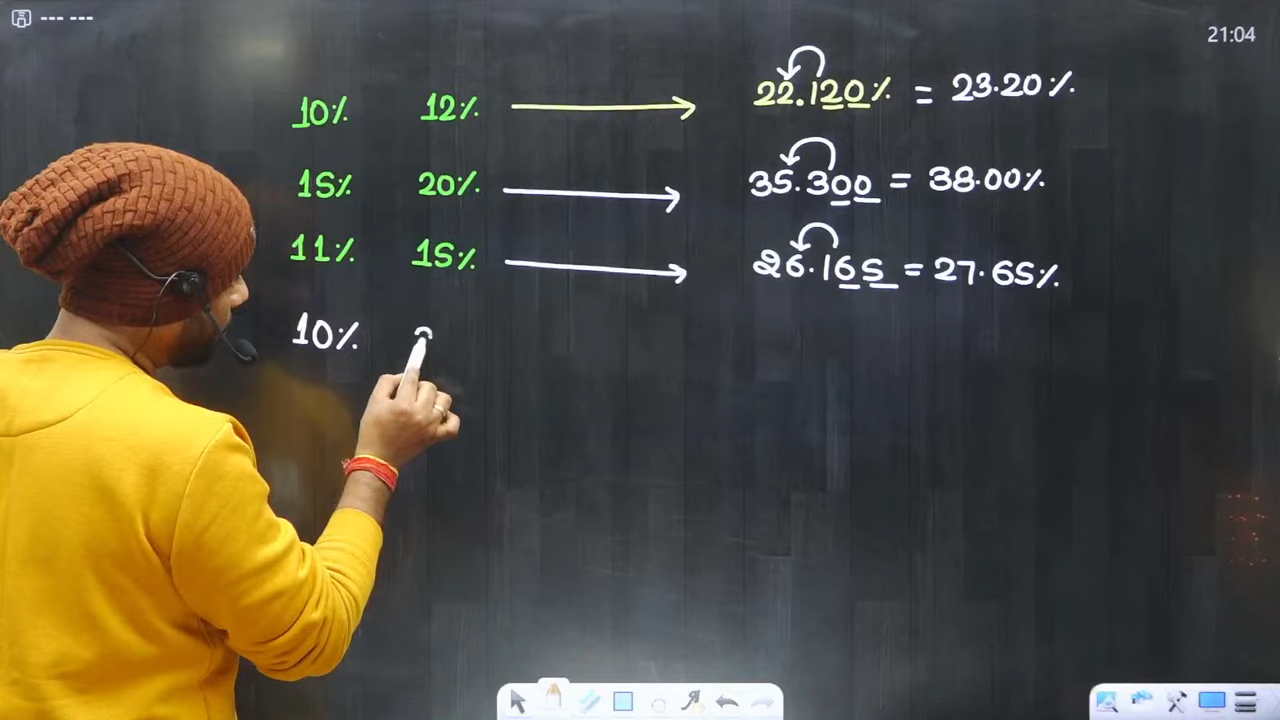 --- ---
21:04
10% 12% → 22.120% = 23.20%
15% 20% → 35.300 = 38.00%
11% 15% → 26.165 = 27.65%
10%